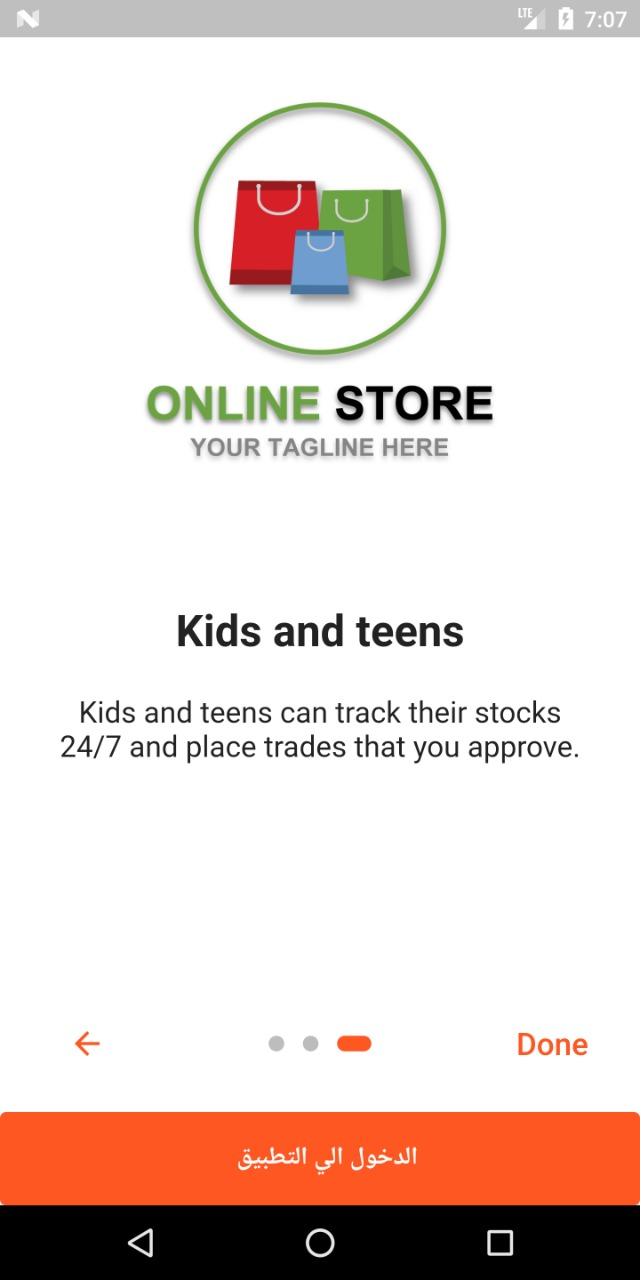 LTE 7:07
ONLINE STORE
YOUR TAGLINE HERE
Kids and teens
Kids and teens can track their stocks
24/7 and place trades that you approve.
Done
الدخول الي التطبيق